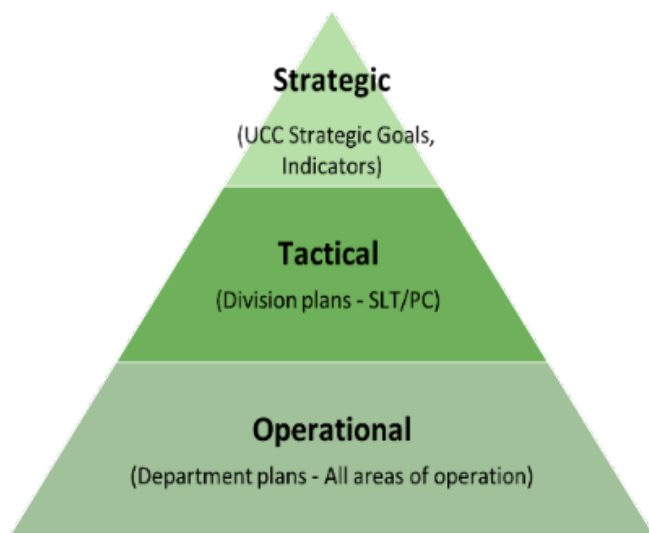 Strategic
(UCC Strategic Goals,
Indicators)
Tactical
(Division plans - SLT/PC)
Operational
(Department plans - All areas of operation)